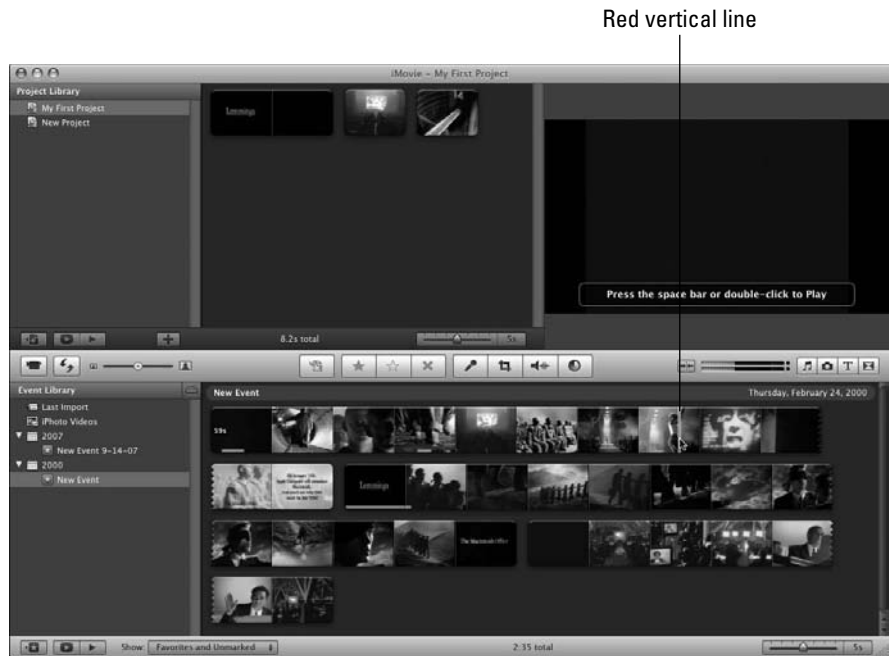 Red vertical line
iMovie – My First Project
Project Library
My First Project
New Project
Lemmings
Press the space bar or double-click to Play
8.2s total
5s
Event Library
New Event
Thursday, February 24, 2000
Last Import
iPhoto Videos
2007
New Event 9-14-07
2000
New Event
59s
Lemmings
The Macintosh Office
Show: Favorites and Unmarked
2:35 total
5s